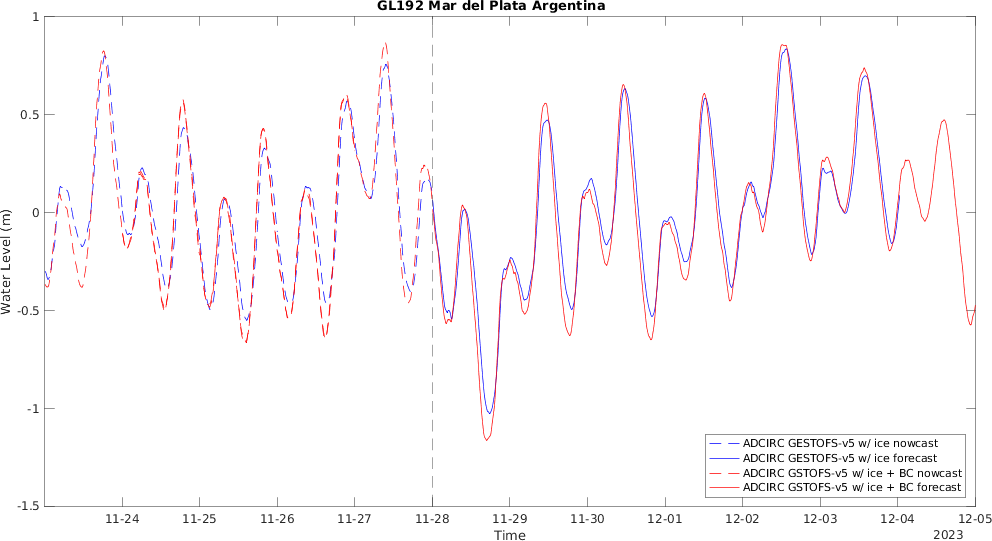 GL192 Mar del Plata Argentina
1
0.5
0
-0.5
-1
-1.5
Water Level (m)
11-24 11-25 11-26 11-27 11-28 11-29 11-30 12-01 12-02 12-03 12-04 12-05
Time
2023
ADCIRC GESTOFS-v5 w/ ice nowcast
ADCIRC GESTOFS-v5 w/ ice forecast
ADCIRC GSTOFS-v5 w/ ice + BC nowcast
ADCIRC GSTOFS-v5 w/ ice + BC forecast